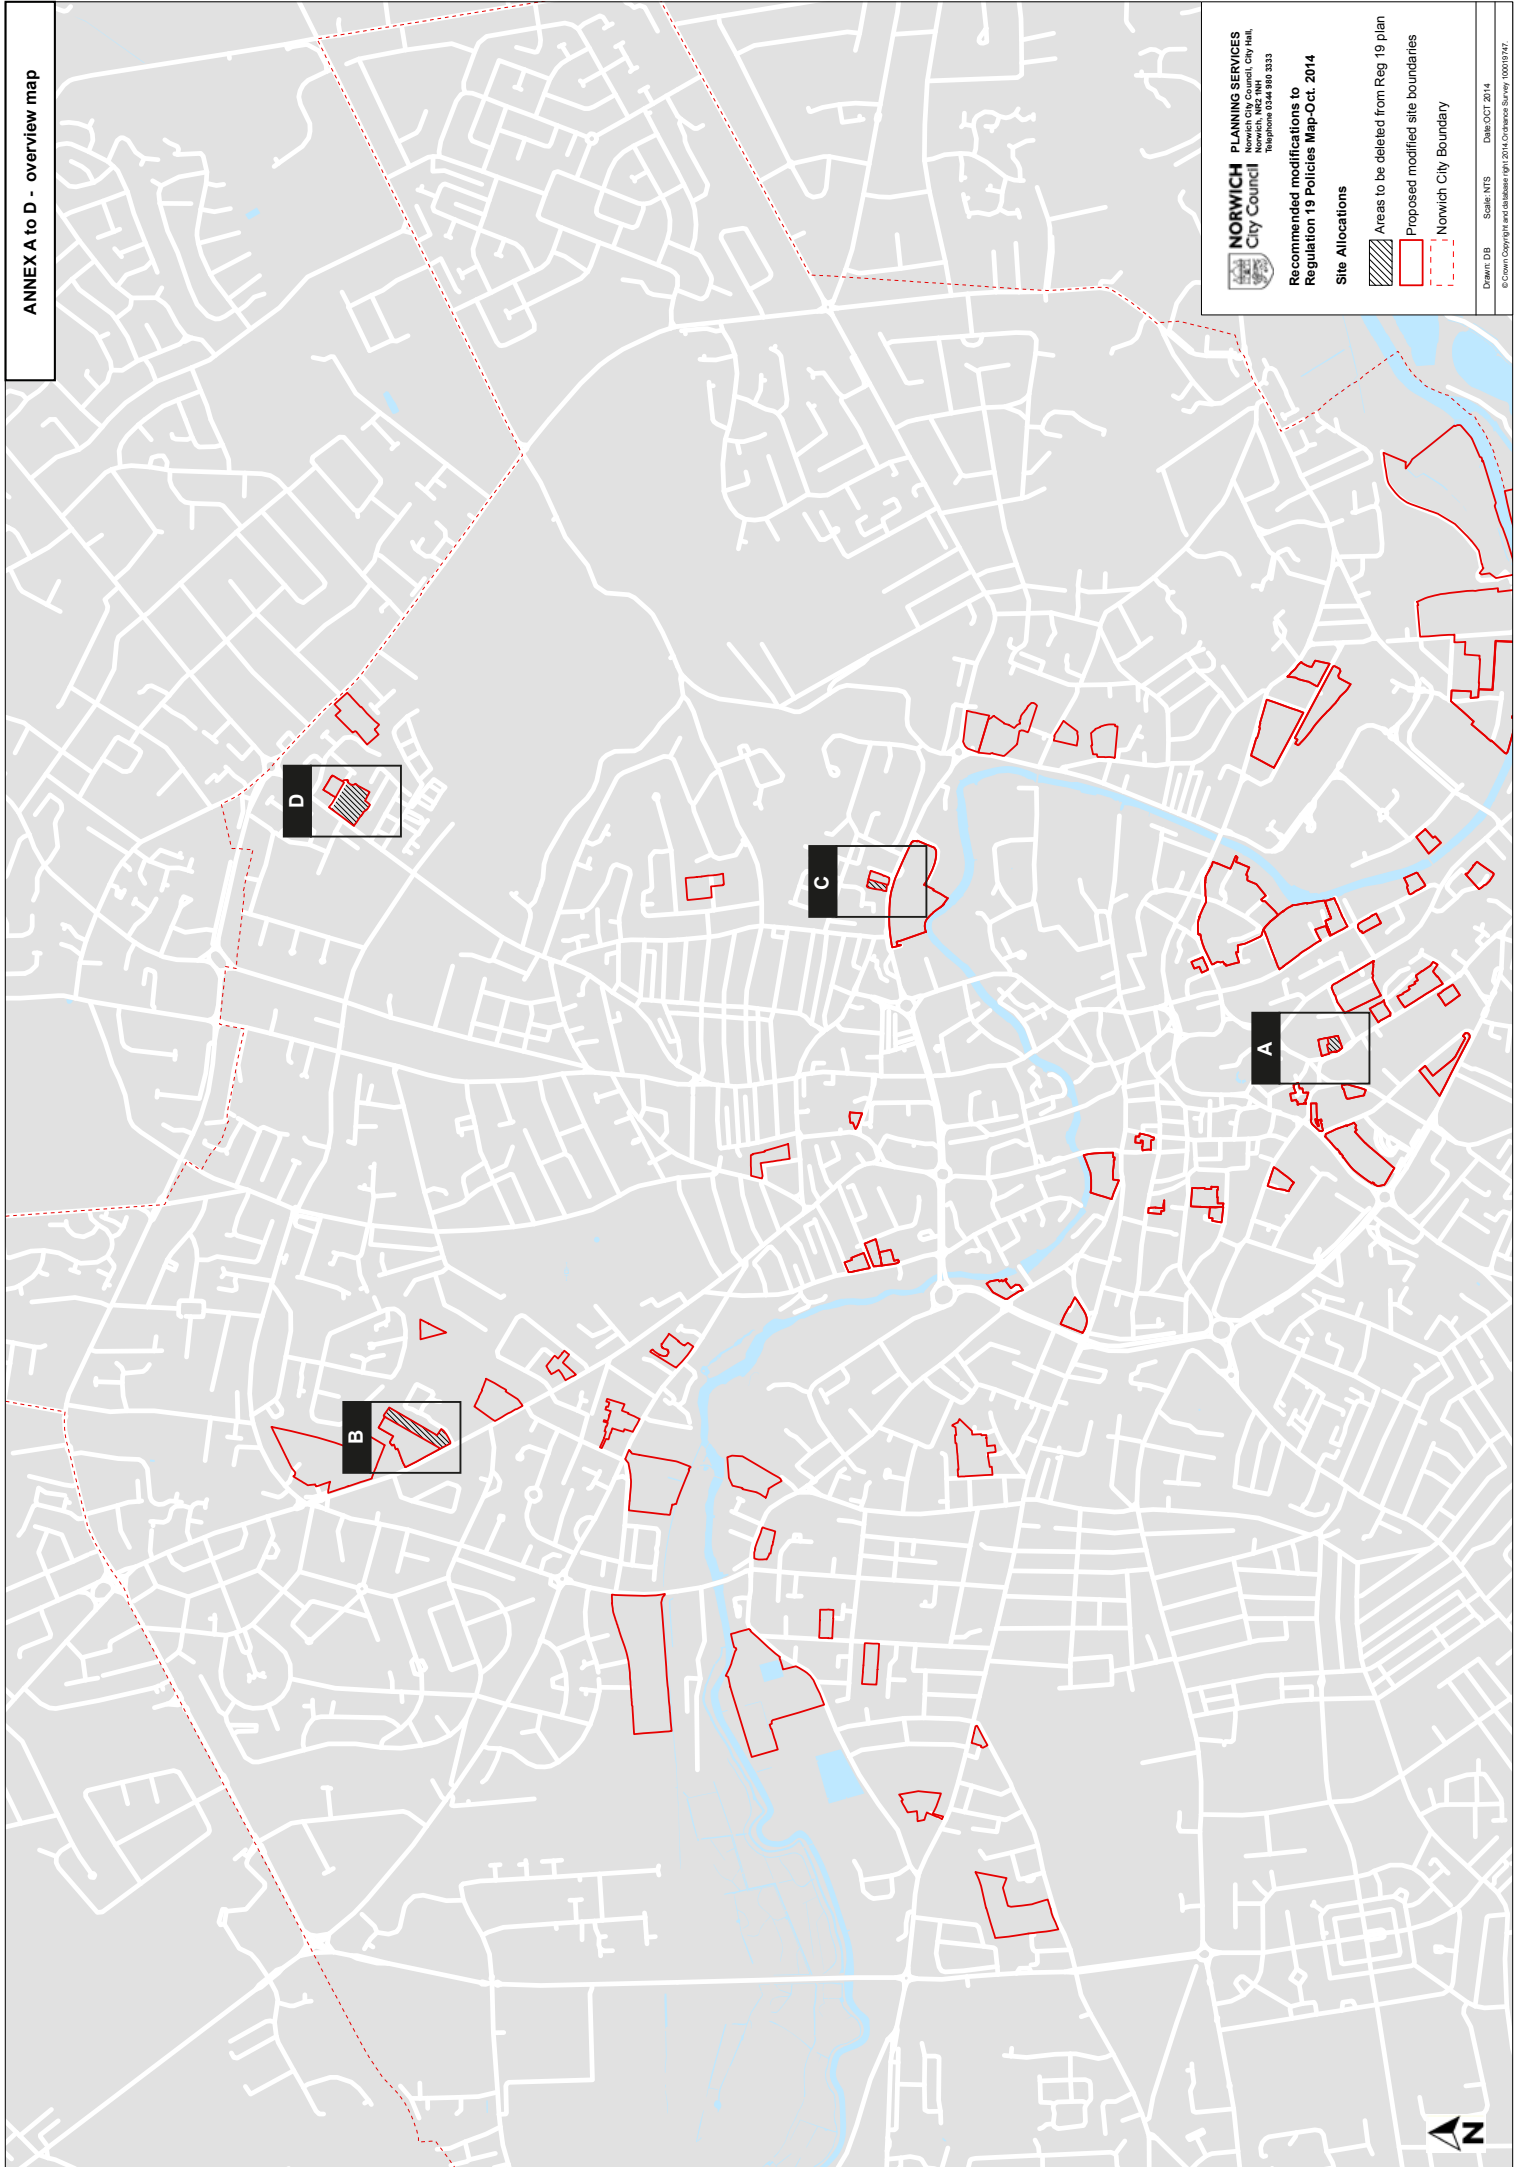 ANNEX A to D - overview map
D
C
B
A
NORWICH
City Council
PLANNING SERVICES
Norwich City Council, City Hall,
Norwich, NR2 1NH
Telephone 0344 980 3333
Recommended modifications to
Regulation 19 Policies Map-Oct. 2014
Site Allocations
Areas to be deleted from Reg 19 plan
Proposed modified site boundaries
Norwich City Boundary
Drawn: DB Scale: NTS Date:OCT 2014
© Crown Copyright and database right 2014.Ordnance Survey 100019747.
N